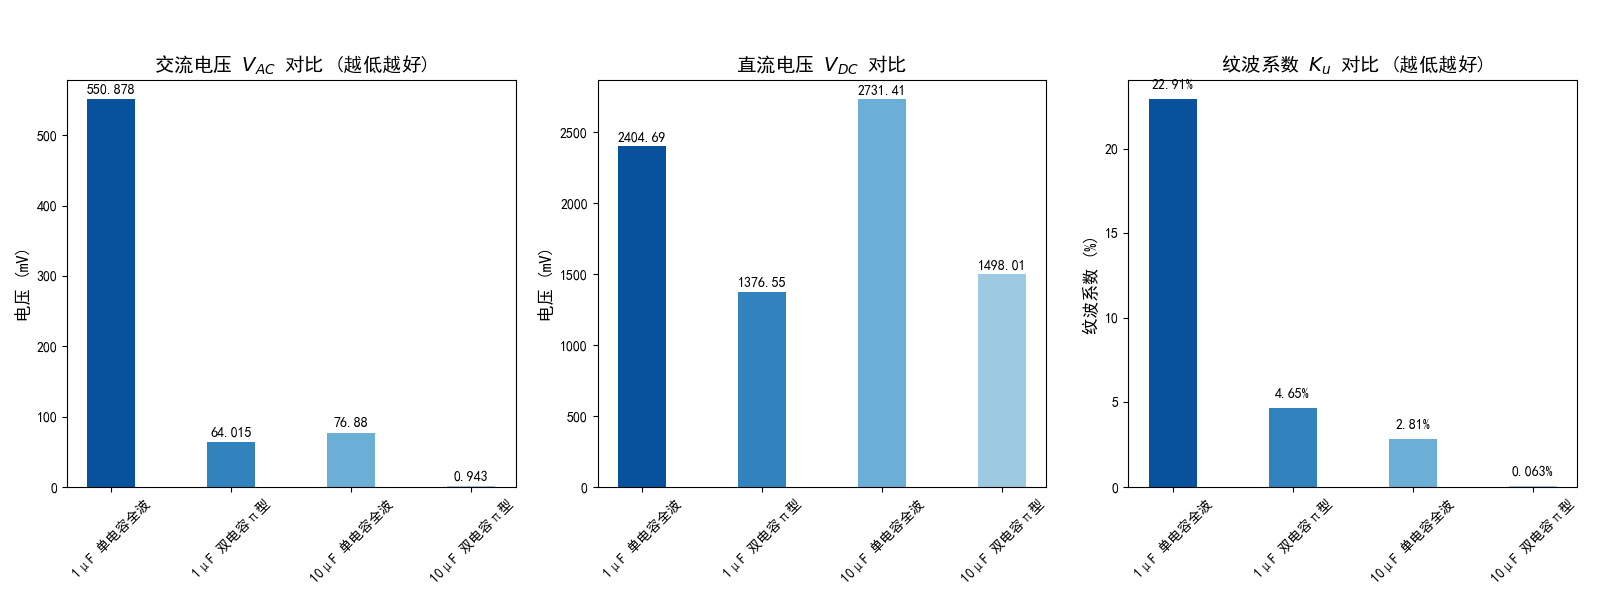 交流电压 V_AC 对比 (越低越好)
550.878
64.015
76.88
0.943
500
400
300
200
100
0
电压 (mV)
1μF 单电容全波
1μF 双电容π型
10μF 单电容全波
10μF 双电容π型
直流电压 V_DC 对比
2404.69
1376.55
2731.41
1498.01
2500
2000
1500
1000
500
0
电压 (mV)
1μF 单电容全波
1μF 双电容π型
10μF 单电容全波
10μF 双电容π型
纹波系数 K_u 对比 (越低越好)
22.91%
4.65%
2.81%
0.063%
20
15
10
5
0
纹波系数 (%)
1μF 单电容全波
1μF 双电容π型
10μF 单电容全波
10μF 双电容π型